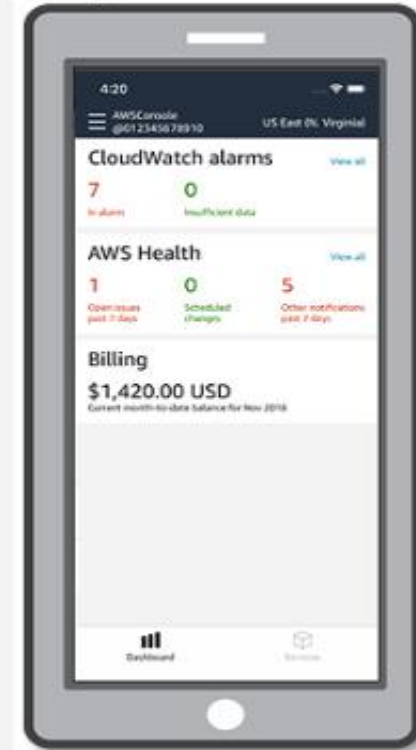 4:20
AWSConsole
@012345678910
US East (N. Virginia)
CloudWatch alarms
View all
7
0
In alarm
Insufficient data
AWS Health
View all
1
0
5
Open issues
past 7 days
Scheduled
changes
Other notifications
past 7 days
Billing
$1,420.00 USD
Current month-to-date balance for Nov 2018
Dashboard
Services